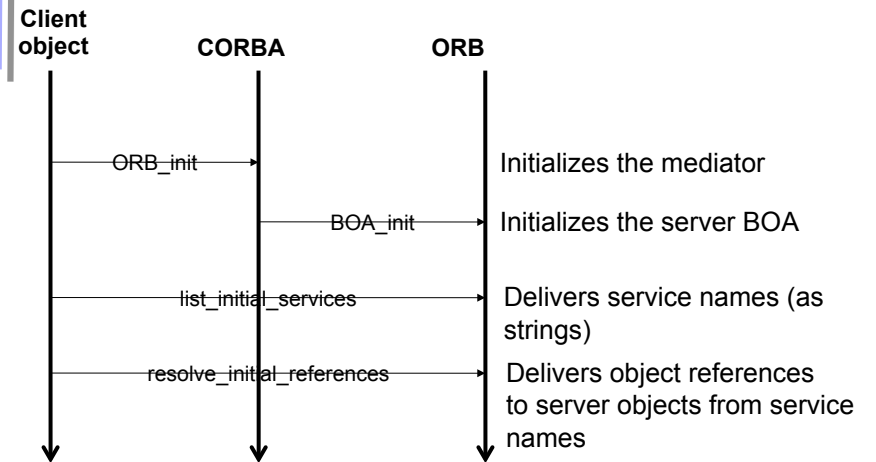 Client
object
CORBA
ORB
ORB_init
Initializes the mediator
BOA_init
Initializes the server BOA
list_initial_services
Delivers service names (as
strings)
resolve_initial_references
Delivers object references
to server objects from service
names